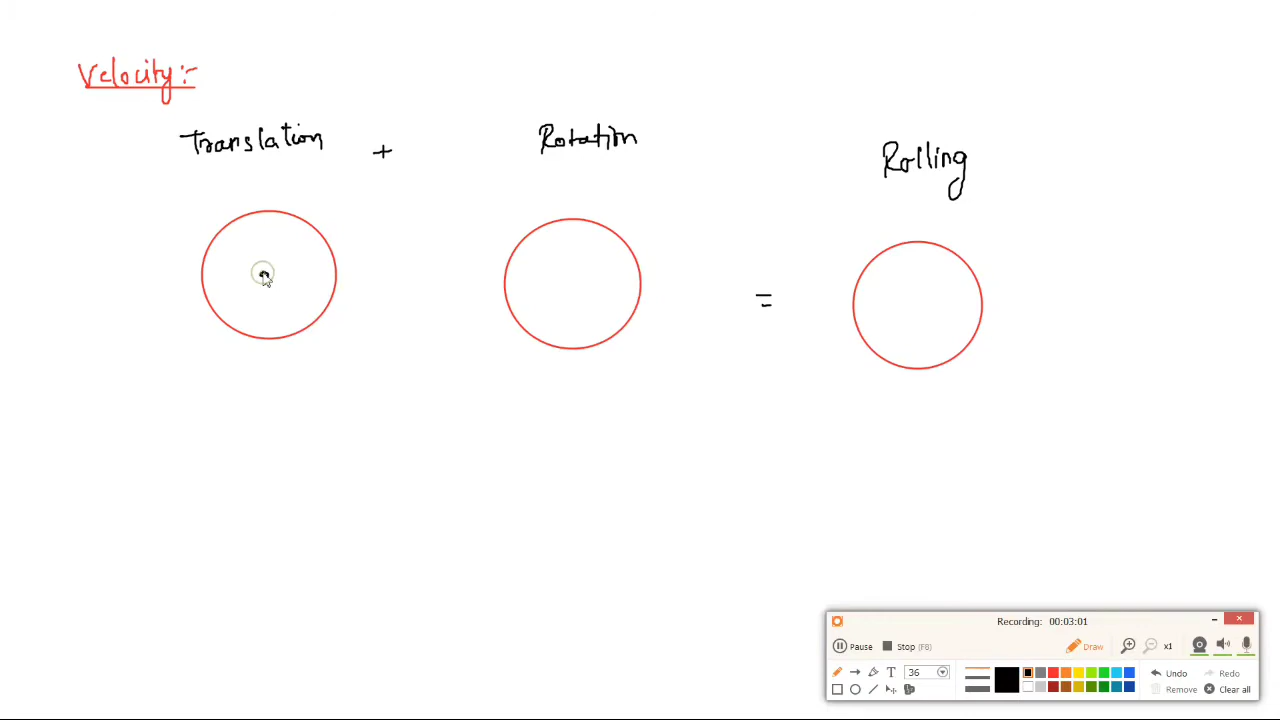 Velocity:-
Translation + Rotation
Rolling
=
Recording: 00:03:01
Pause Stop (F8) Draw x1
T 36 Undo Redo
Remove Clear all